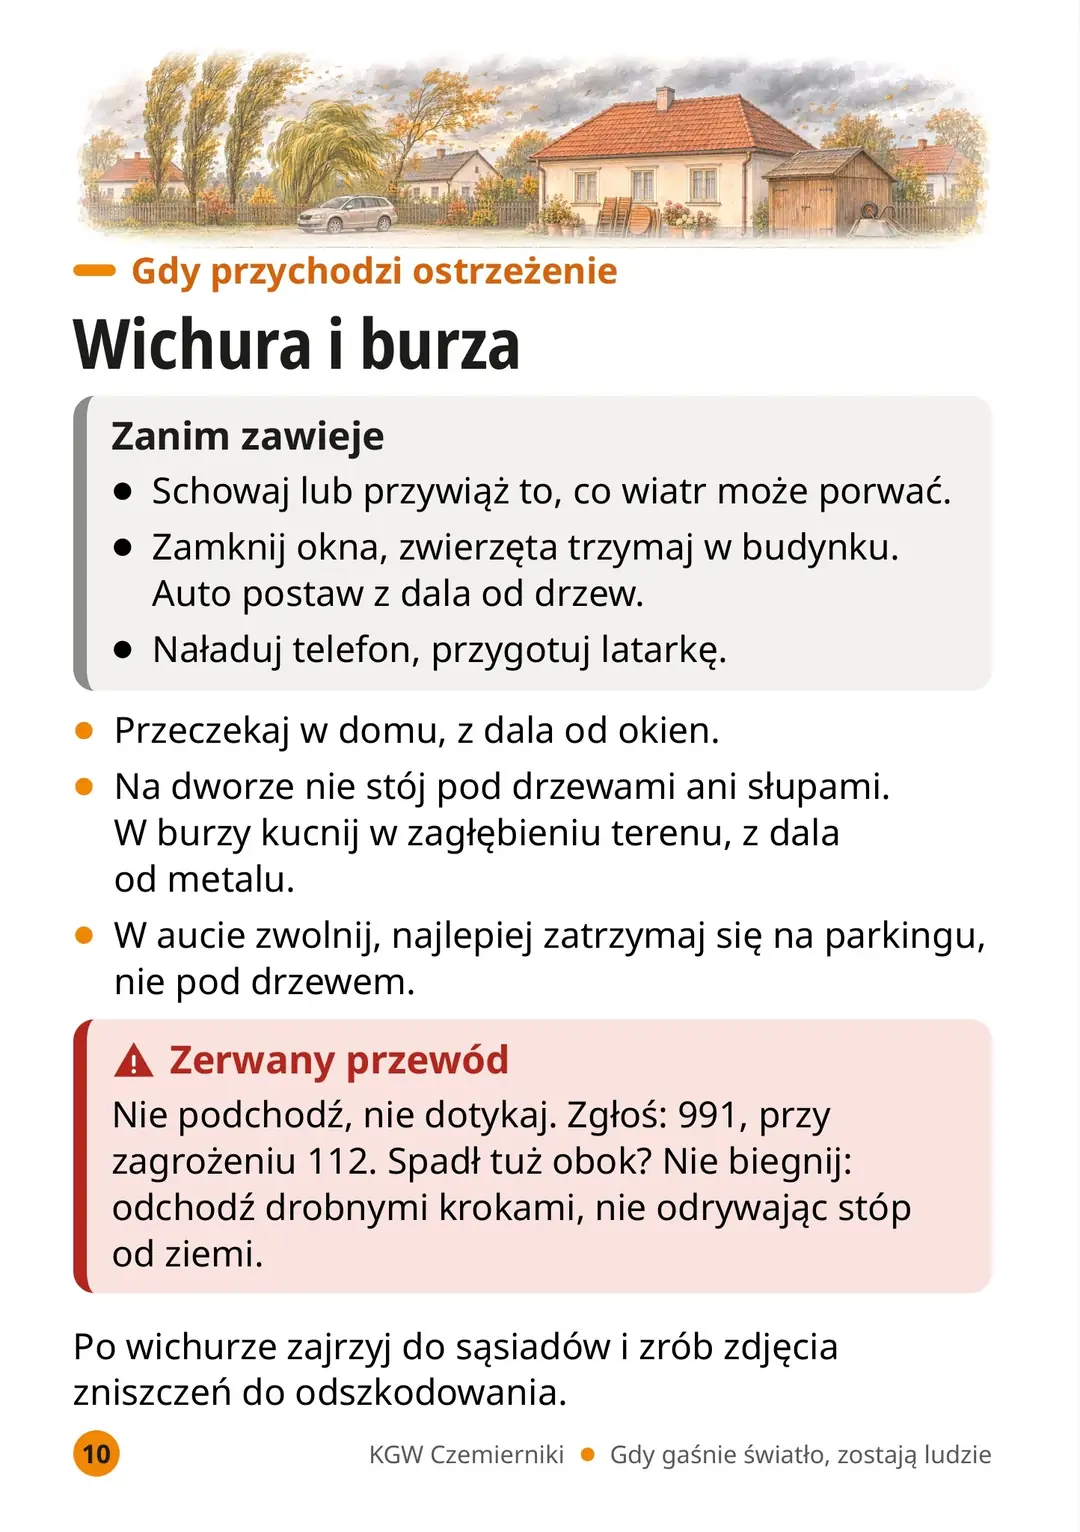 Gdy przychodzi ostrzeżenie
Wichura i burza
Zanim zawieje
● Schowaj lub przywiąż to, co wiatr może porwać.
● Zamknij okna, zwierzęta trzymaj w budynku.
Auto postaw z dala od drzew.
● Naładuj telefon, przygotuj latarkę.
● Przeczekaj w domu, z dala od okien.
● Na dworze nie stój pod drzewami ani słupami.
W burzy kucnij w zagłębieniu terenu, z dala
od metalu.
● W aucie zwolnij, najlepiej zatrzymaj się na parkingu,
nie pod drzewem.
Zerwany przewód
Nie podchodź, nie dotykaj. Zgłoś: 991, przy
zagrożeniu 112. Spadł tuż obok? Nie biegnij:
odchodź drobnymi krokami, nie odrywając stóp
od ziemi.
Po wichurze zajrzyj do sąsiadów i zrób zdjęcia
zniszczeń do odszkodowania.
10 KGW Czemierniki ● Gdy gaśnie światło, zostają ludzie